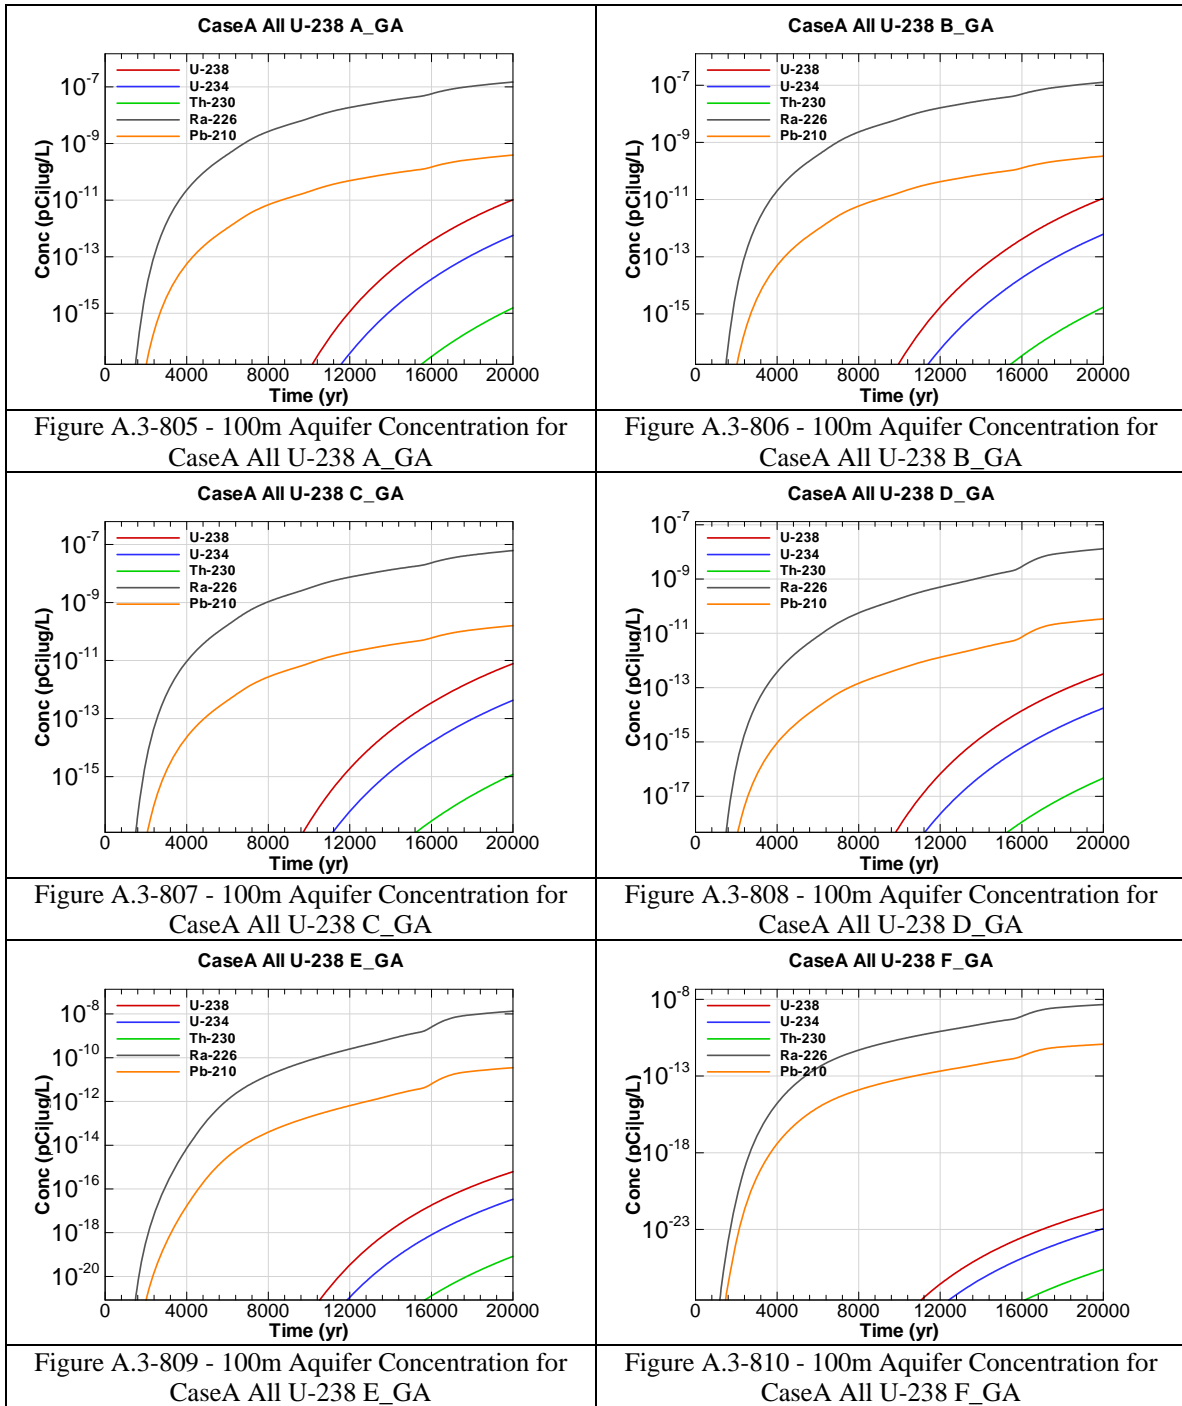 CaseA All U-238 A_GA
U-238
U-234
Th-230
Ra-226
Pb-210
10-7
10-9
10-11
10-13
10-15
Conc (pCi|ug/L)
0 4000 8000 12000 16000 20000
Time (yr)
Figure A.3-805 - 100m Aquifer Concentration for
CaseA All U-238 A_GA
CaseA All U-238 B_GA
U-238
U-234
Th-230
Ra-226
Pb-210
10-7
10-9
10-11
10-13
10-15
Conc (pCi|ug/L)
0 4000 8000 12000 16000 20000
Time (yr)
Figure A.3-806 - 100m Aquifer Concentration for
CaseA All U-238 B_GA
CaseA All U-238 C_GA
U-238
U-234
Th-230
Ra-226
Pb-210
10-7
10-9
10-11
10-13
10-15
Conc (pCi|ug/L)
0 4000 8000 12000 16000 20000
Time (yr)
Figure A.3-807 - 100m Aquifer Concentration for
CaseA All U-238 C_GA
CaseA All U-238 D_GA
U-238
U-234
Th-230
Ra-226
Pb-210
10-7
10-9
10-11
10-13
10-15
10-17
Conc (pCi|ug/L)
0 4000 8000 12000 16000 20000
Time (yr)
Figure A.3-808 - 100m Aquifer Concentration for
CaseA All U-238 D_GA
CaseA All U-238 E_GA
U-238
U-234
Th-230
Ra-226
Pb-210
10-8
10-10
10-12
10-14
10-16
10-18
10-20
Conc (pCi|ug/L)
0 4000 8000 12000 16000 20000
Time (yr)
Figure A.3-809 - 100m Aquifer Concentration for
CaseA All U-238 E_GA
CaseA All U-238 F_GA
U-238
U-234
Th-230
Ra-226
Pb-210
10-8
10-13
10-18
10-23
Conc (pCi|ug/L)
0 4000 8000 12000 16000 20000
Time (yr)
Figure A.3-810 - 100m Aquifer Concentration for
CaseA All U-238 F_GA